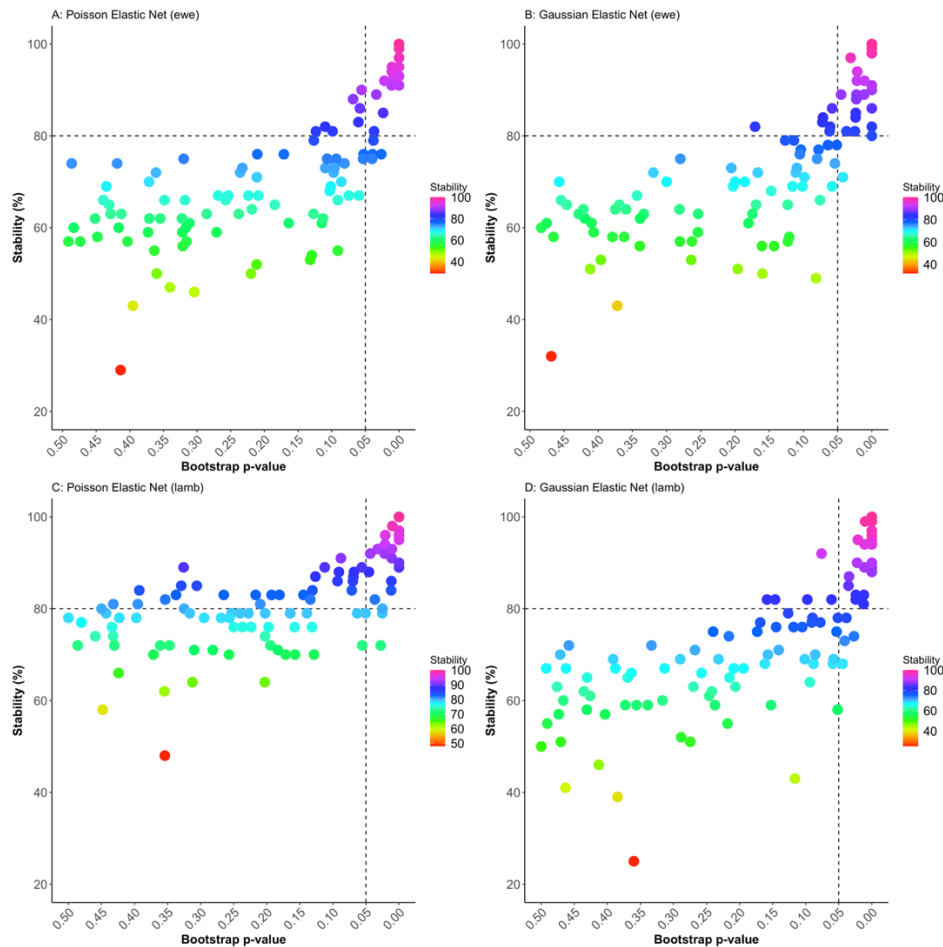 A: Poisson Elastic Net (ewe)
100
80
60
40
20
Stability (%)
0.50 0.45 0.40 0.35 0.30 0.25 0.20 0.15 0.10 0.05 0.00
Bootstrap p-value
Stability
100
80
60
40
B: Gaussian Elastic Net (ewe)
100
80
60
40
20
Stability (%)
0.50 0.45 0.40 0.35 0.30 0.25 0.20 0.15 0.10 0.05 0.00
Bootstrap p-value
Stability
100
80
60
40
C: Poisson Elastic Net (lamb)
100
80
60
40
20
Stability (%)
0.50 0.45 0.40 0.35 0.30 0.25 0.20 0.15 0.10 0.05 0.00
Bootstrap p-value
Stability
100
90
80
70
60
50
D: Gaussian Elastic Net (lamb)
100
80
60
40
20
Stability (%)
0.50 0.45 0.40 0.35 0.30 0.25 0.20 0.15 0.10 0.05 0.00
Bootstrap p-value
Stability
100
80
60
40